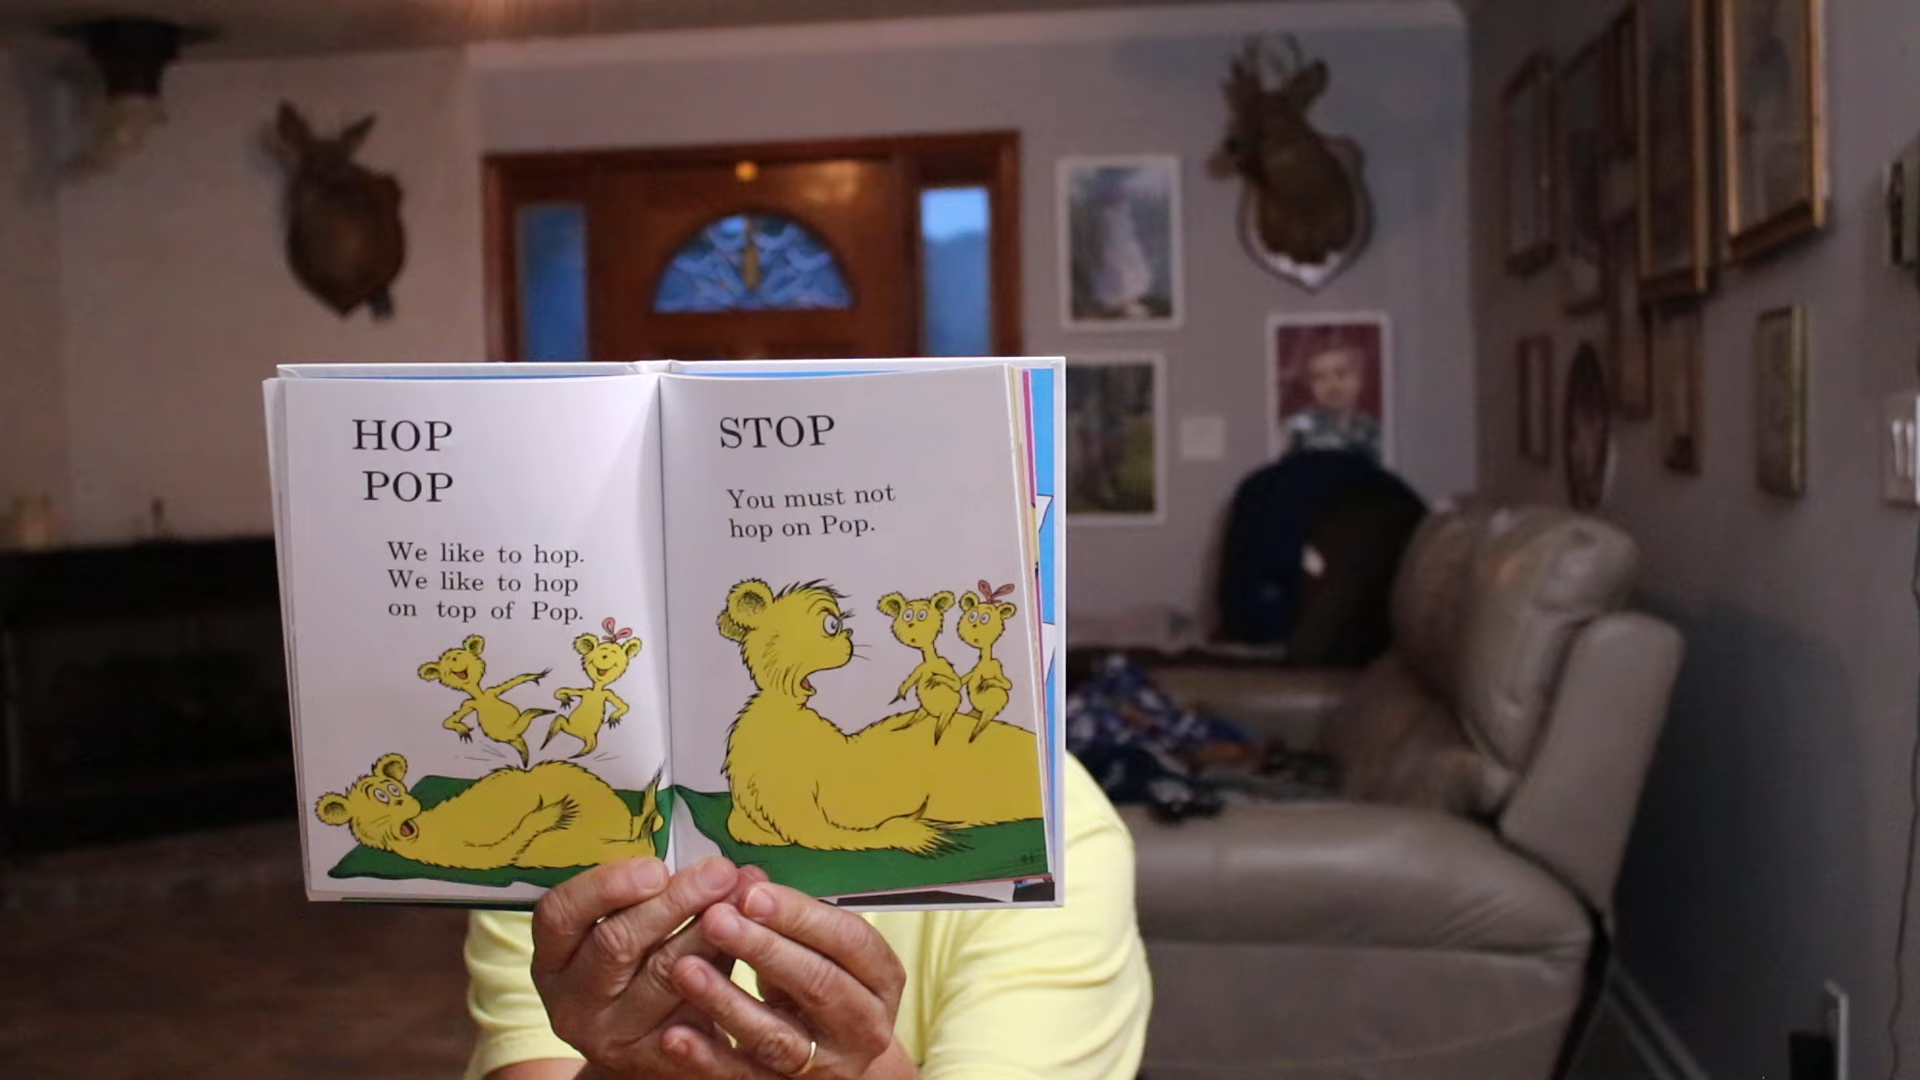 HOP
POP
We like to hop.
We like to hop
on top of Pop.
STOP
You must not
hop on Pop.